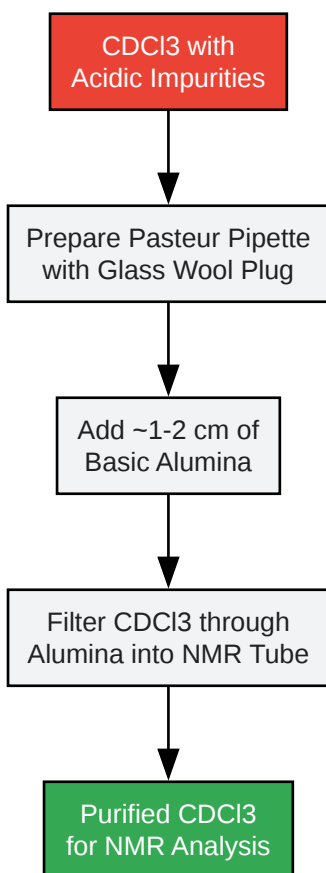 CDCl3 with
Acidic Impurities
Prepare Pasteur Pipette
with Glass Wool Plug
Add ~1-2 cm of
Basic Alumina
Filter CDCl3 through
Alumina into NMR Tube
Purified CDCl3
for NMR Analysis